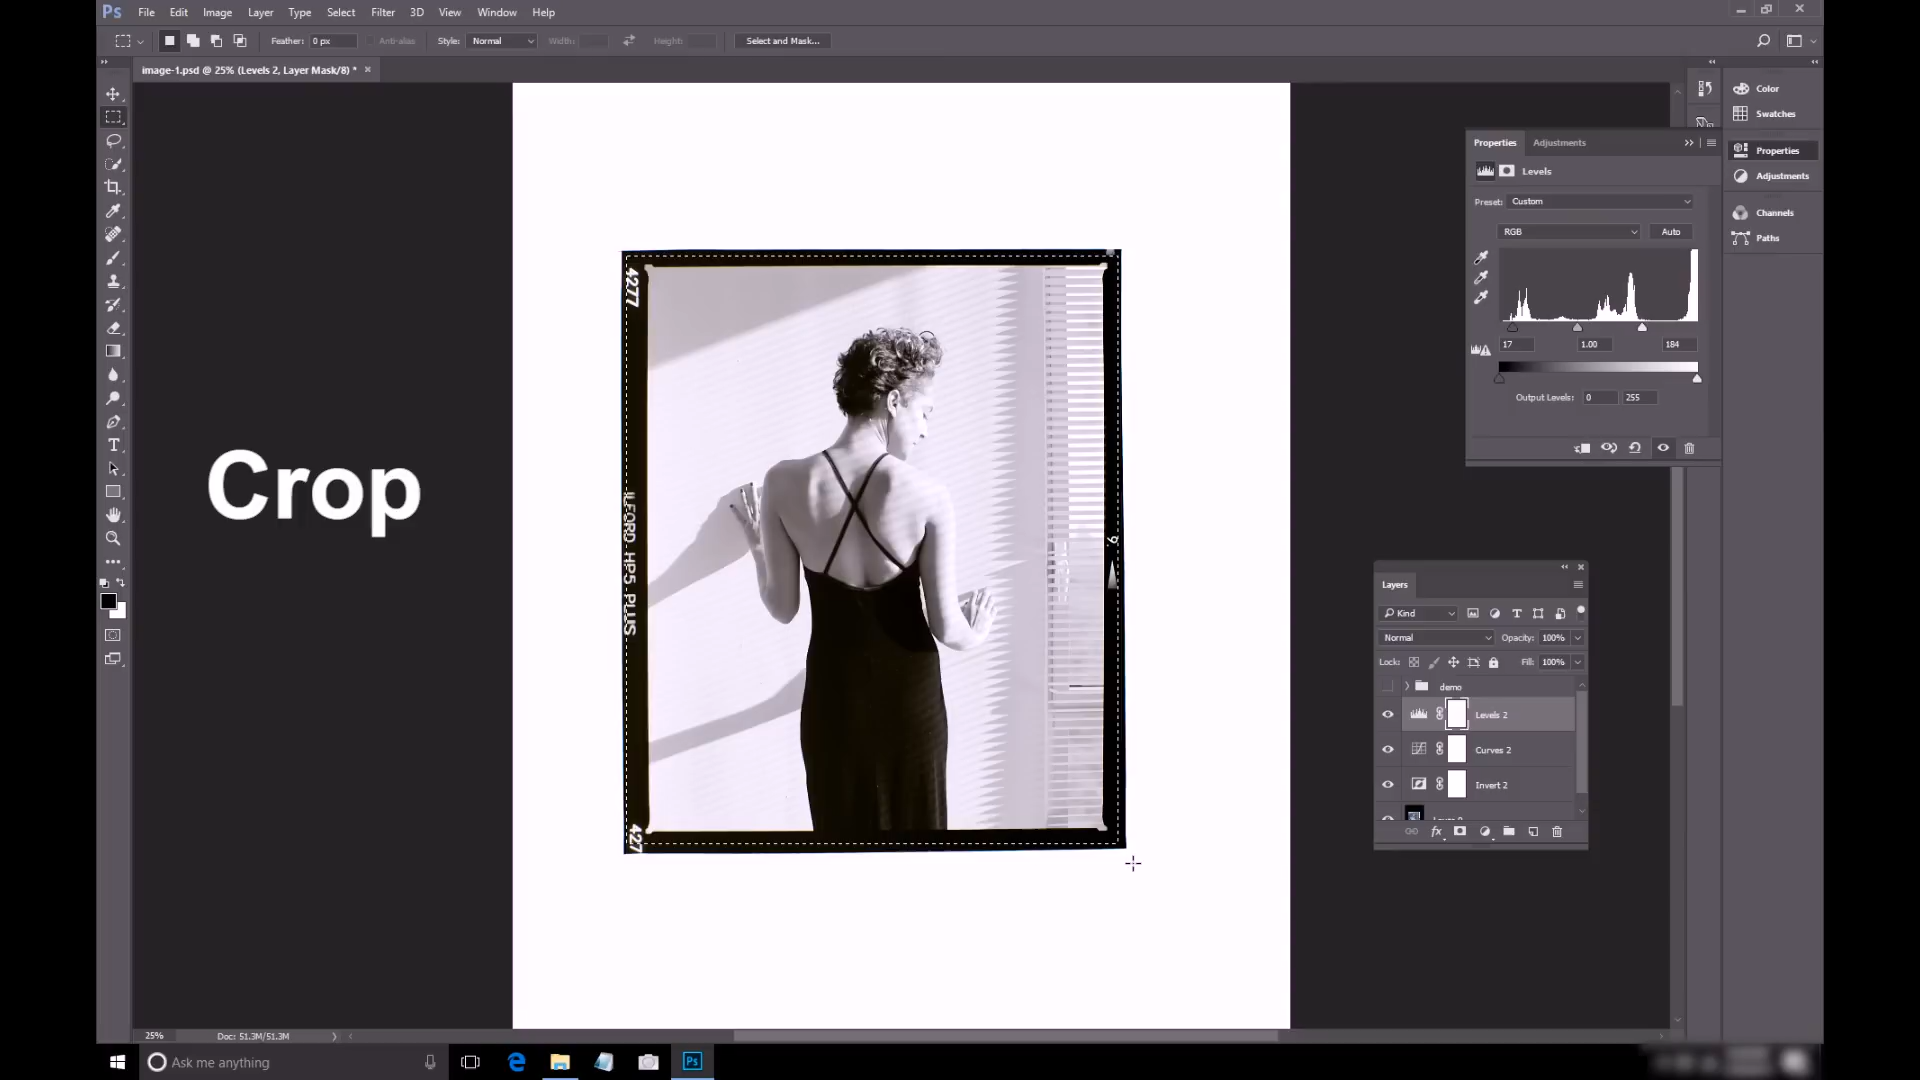 Ps File Edit Image Layer Type Select Filter 3D View Window Help
Feather: 0 px Anti-alias Style: Normal Width: Height: Select and Mask...
image-1.psd @ 25% (Levels 2, Layer Mask/8) *
Color
Swatches
Properties
Adjustments
Channels
Paths
Properties Adjustments
Levels
Preset: Custom
RGB Auto
17 1.00 184
Output Levels: 0 255
4277
ILFORD HP5 PLUS
427
9
Crop
Layers
Kind
Normal Opacity: 100%
Lock: Fill: 100%
demo
Levels 2
Curves 2
Invert 2
25% Doc: 51.3M/51.3M
Ask me anything
Ps